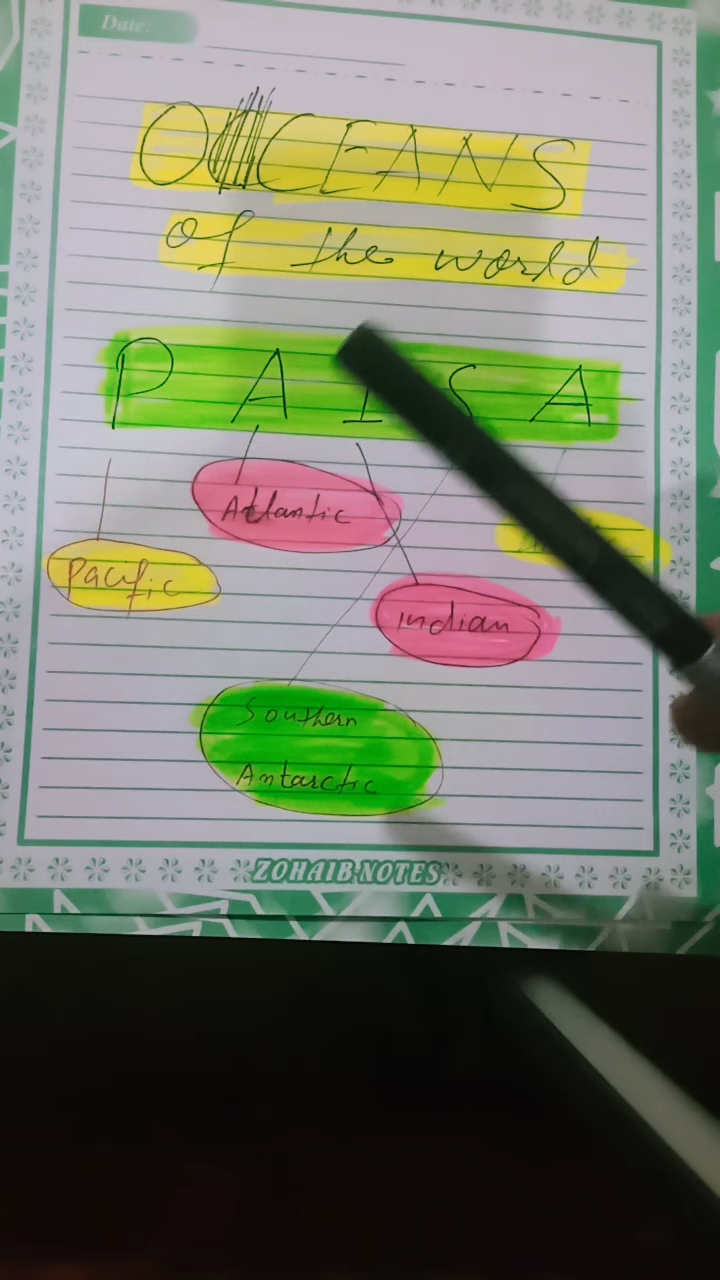 Date:
OCEANS
of the world
P A I S A
Atlantic
Pacific
Indian
Southern
Antarctic
ZOHAIB NOTES